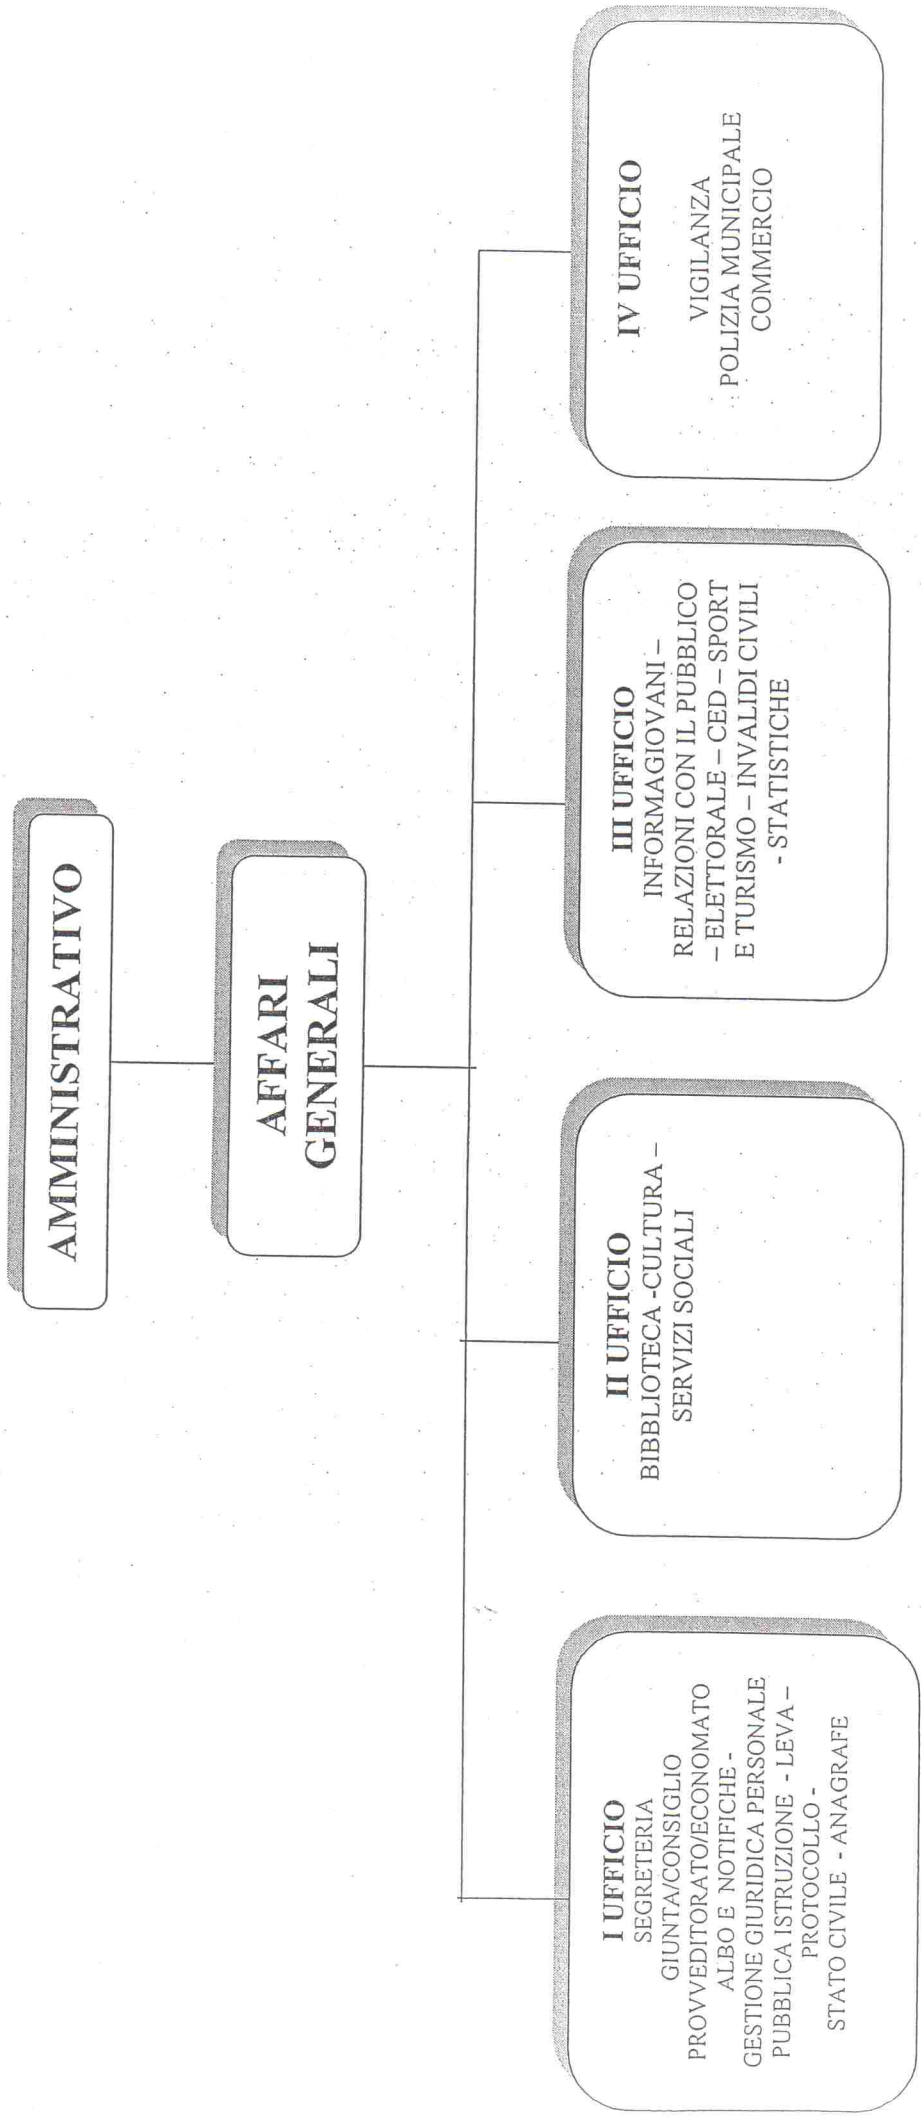 AMMINISTRATIVO
AFFARI
GENERALI
I UFFICIO
SEGRETERIA
GIUNTA/CONSIGLIO
PROVVEDITORATO/ECONOMATO
ALBO E NOTIFICHE -
GESTIONE GIURIDICA PERSONALE
PUBBLICA ISTRUZIONE - LEVA –
PROTOCOLLO -
STATO CIVILE - ANAGRAFE
II UFFICIO
BIBBLIOTECA -CULTURA –
SERVIZI SOCIALI
III UFFICIO
INFORMAGIOVANI –
RELAZIONI CON IL PUBBLICO
– ELETTORALE – CED – SPORT
E TURISMO – INVALIDI CIVILI
- STATISTICHE
IV UFFICIO
VIGILANZA
POLIZIA MUNICIPALE
COMMERCIO